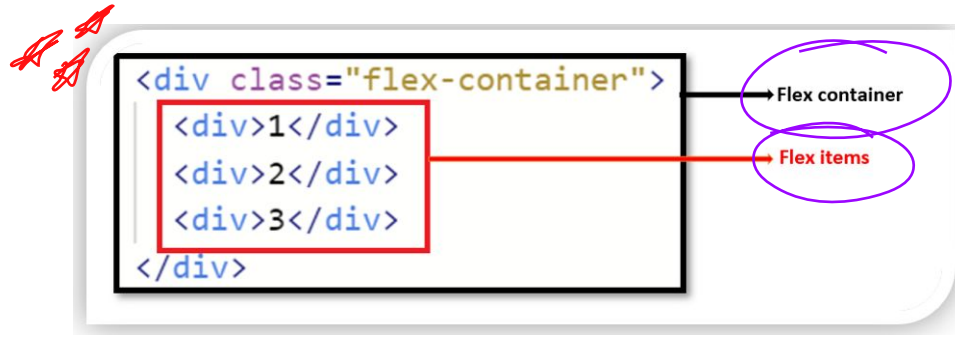 <div class="flex-container">
<div>1</div>
<div>2</div>
<div>3</div>
</div>
Flex container
Flex items